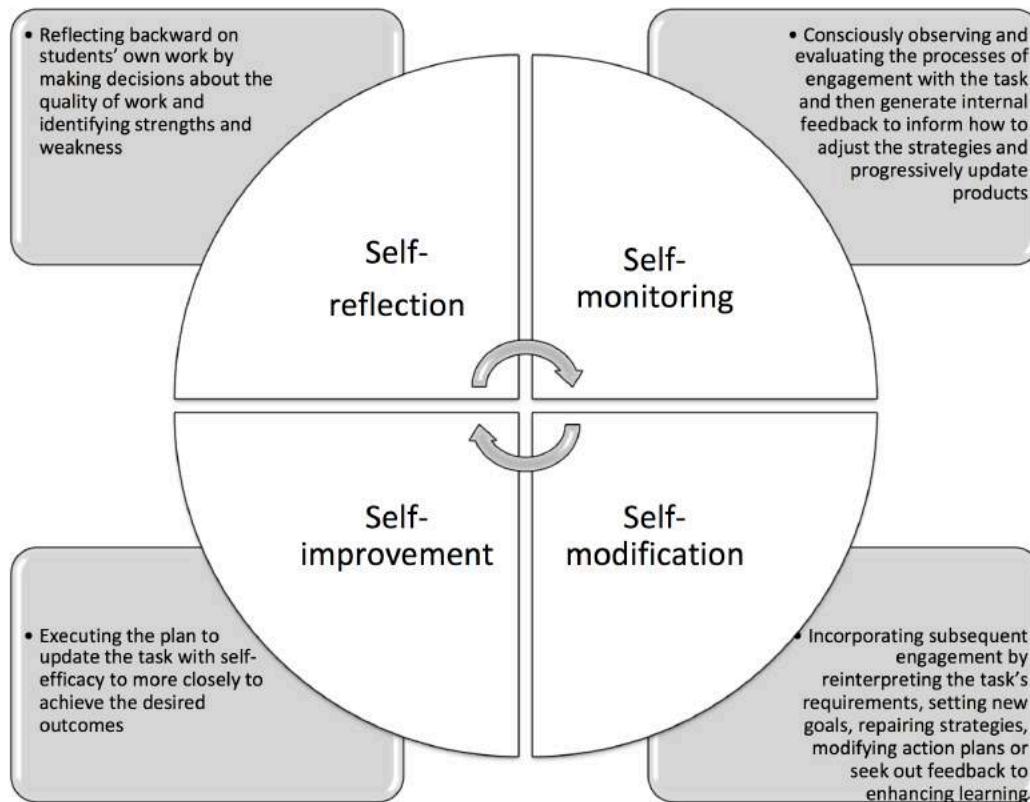 • Reflecting backward on
students' own work by
making decisions about the
quality of work and
identifying strengths and
weakness
• Consciously observing and
evaluating the processes of
engagement with the task
and then generate internal
feedback to inform how to
adjust the strategies and
progressively update
products
Self-
reflection
Self-
monitoring
Self-
improvement
Self-
modification
• Executing the plan to
update the task with self-
efficacy to more closely to
achieve the desired
outcomes
• Incorporating subsequent
engagement by
reinterpreting the task's
requirements, setting new
goals, repairing strategies,
modifying action plans or
seek out feedback to
enhancing learning